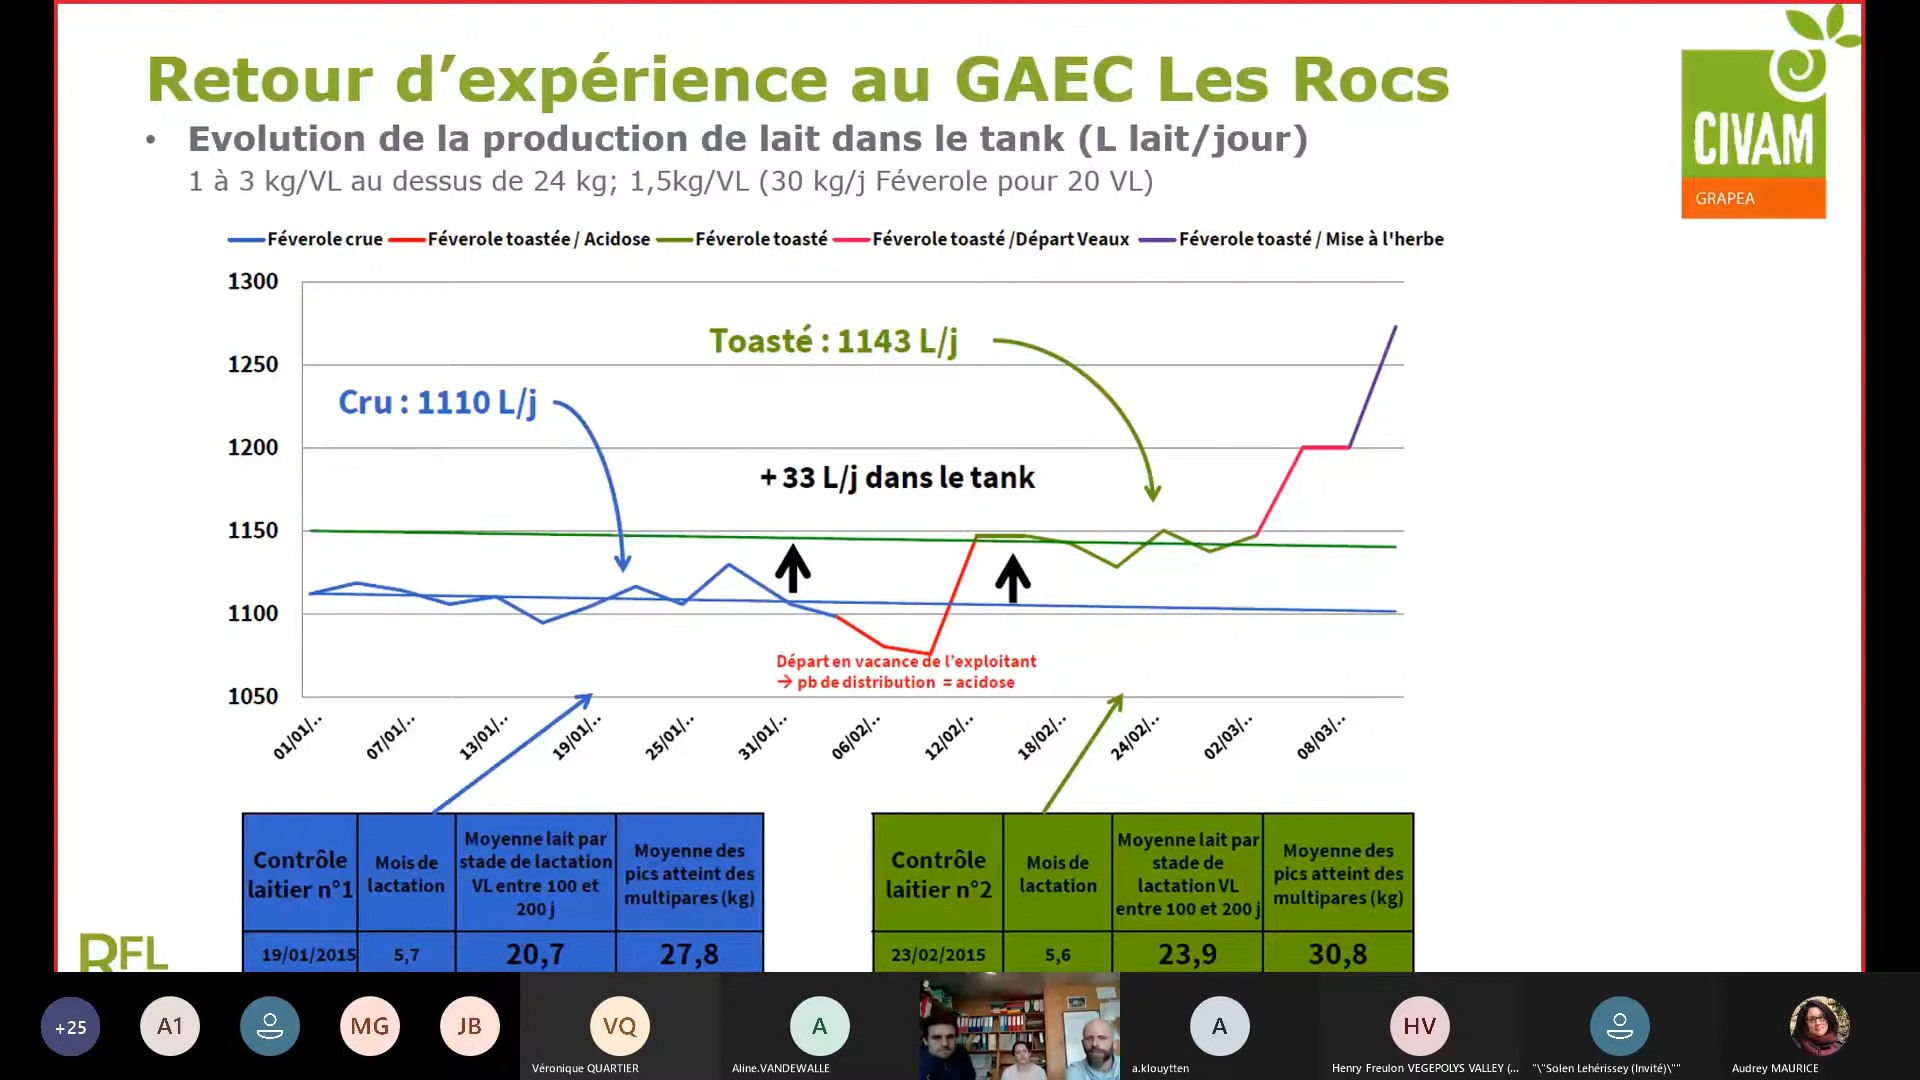 Retour d’expérience au GAEC Les Rocs
• Evolution de la production de lait dans le tank (L lait/jour)
1 à 3 kg/VL au dessus de 24 kg; 1,5kg/VL (30 kg/j Féverole pour 20 VL)
CIVAM
GRAPEA
Féverole crue Féverole toastée / Acidose Féverole toasté Féverole toasté /Départ Veaux Féverole toasté / Mise à l'herbe
1300
1250
1200
1150
1100
1050
Toasté : 1143 L/j
Cru : 1110 L/j
+ 33 L/j dans le tank
Départ en vacance de l’exploitant
→ pb de distribution = acidose
01/01/..
07/01/..
13/01/..
19/01/..
25/01/..
31/01/..
06/02/..
12/02/..
18/02/..
24/02/..
02/03/..
08/03/..
Contrôle
laitier n°1
Mois de
lactation
Moyenne lait par
stade de lactation
VL entre 100 et
200 j
Moyenne des
pics atteint des
multipares (kg)
19/01/2015 5,7 20,7 27,8
Contrôle
laitier n°2
Mois de
lactation
Moyenne lait par
stade de
lactation VL
entre 100 et 200 j
Moyenne des
pics atteint des
multipares (kg)
23/02/2015 5,6 23,9 30,8
RFL
+25
A1
MG
JB
VQ
Véronique QUARTIER
A
Aline.VANDEWALLE
A
a.klouytten
HV
Henry Freulon VEGEPOLYS VALLEY (...
"\"Solen Lehérissey (Invité)\""
Audrey MAURICE